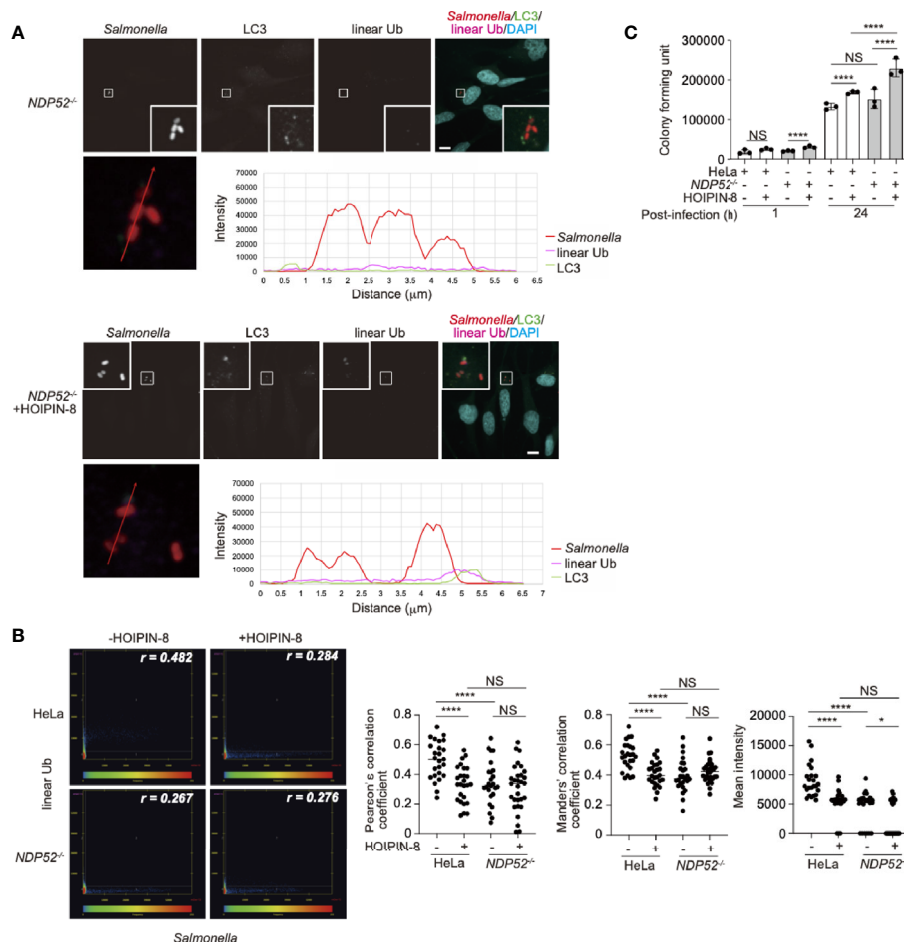 A
Salmonella LC3 linear Ub Salmonella/LC3/
linear Ub/DAPI
NDP52-/-
70000
60000
50000
40000
30000
20000
10000
0
Intensity
0 0.5 1 1.5 2 2.5 3 3.5 4 4.5 5 5.5 6 6.5
Distance (μm)
Salmonella
linear Ub
LC3
Salmonella LC3 linear Ub Salmonella/LC3/
linear Ub/DAPI
NDP52-/-
+HOIPIN-8
70000
60000
50000
40000
30000
20000
10000
0
Intensity
0 0.5 1 1.5 2 2.5 3 3.5 4 4.5 5 5.5 6 6.5 7
Distance (μm)
Salmonella
linear Ub
LC3
C
Colony forming unit
300000
200000
100000
0
NS **** NS **** **** ****
HeLa + + - - + + - -
NDP52-/- - - + + - - + +
HOIPIN-8 - + - + - + - +
Post-infection (h) 1 24
B
-HOIPIN-8 +HOIPIN-8
r = 0.482 r = 0.284
HeLa
linear Ub
r = 0.267 r = 0.276
NDP52-/-
Salmonella
Pearson's correlation
coefficient
0.8
0.6
0.4
0.2
0
NS
****
**** NS
HOIPIN-8 - + - +
HeLa NDP52-/-
Manders' correlation
coefficient
0.8
0.6
0.4
0.2
0
NS
****
**** NS
- + - +
HeLa NDP52-/-
Mean intensity
20000
15000
10000
5000
0
NS
****
**** *
- + - +
HeLa NDP52-/